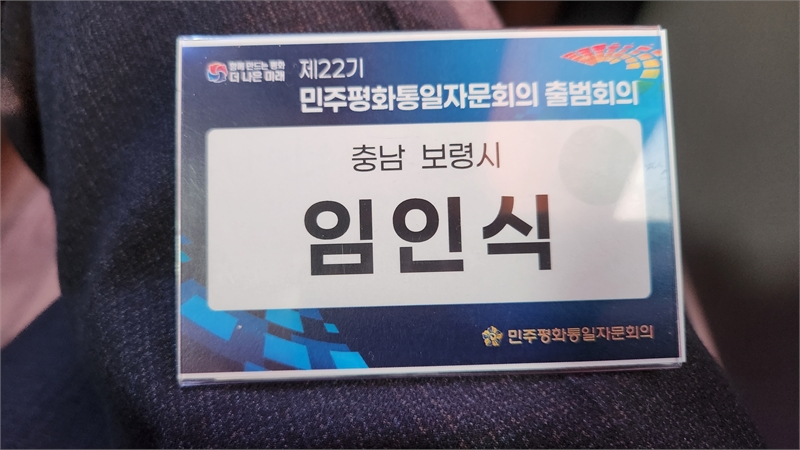 함께 만드는 평화
더 나은 미래
제22기
민주평화통일자문회의 출범회의
충남 보령시
임인식
민주평화통일자문회의